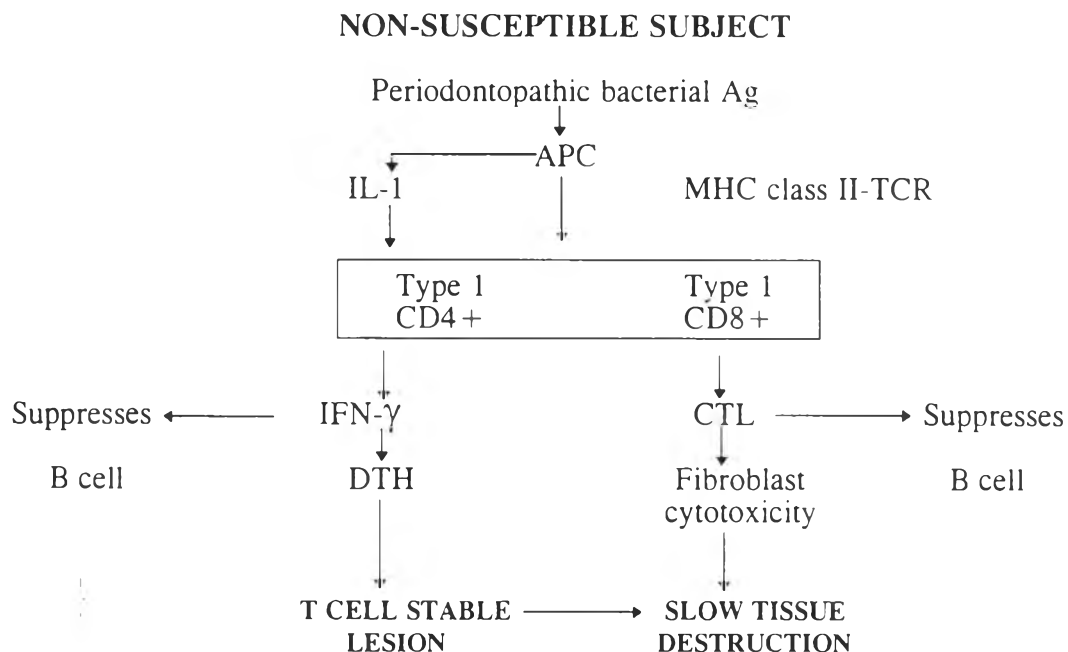 NON-SUSCEPTIBLE SUBJECT
Periodontopathic bacterial Ag
APC
IL-1
MHC class II-TCR
Type 1
CD4+
Type 1
CD8+
Suppresses
B cell
IFN-γ
DTH
CTL
Fibroblast
cytotoxicity
Suppresses
B cell
T CELL STABLE
LESION
SLOW TISSUE
DESTRUCTION